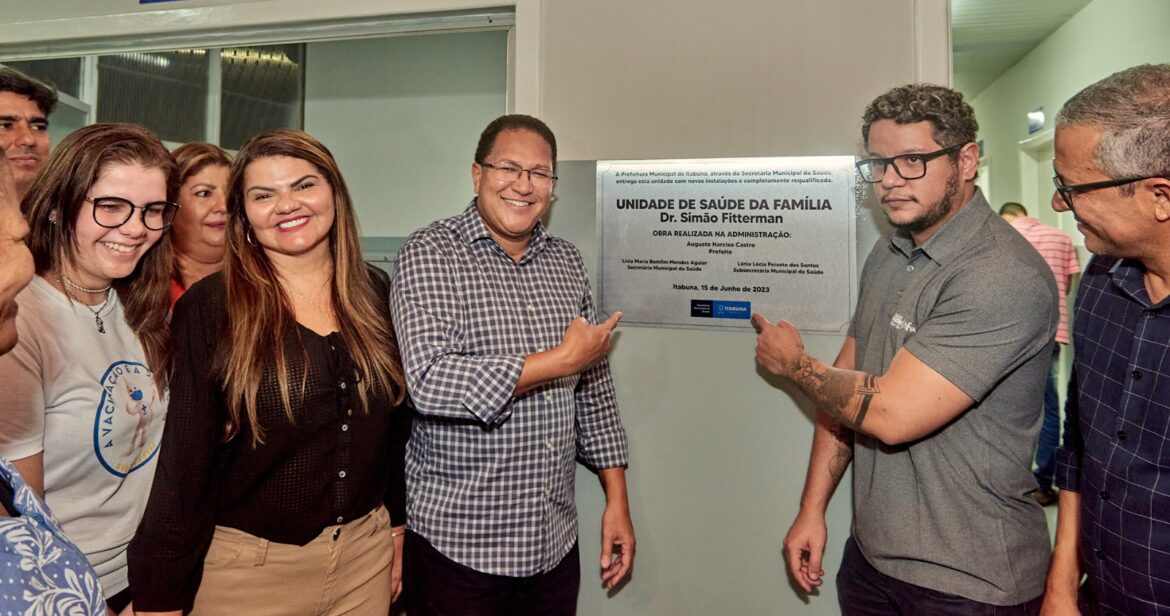 A Prefeitura Municipal de Itabuna, através da Secretaria Municipal da Saúde,
entrega esta unidade com novas instalações e completamente requalificada.
UNIDADE DE SAÚDE DA FAMÍLIA
Dr. Simão Fitterman
OBRA REALIZADA NA ADMINISTRAÇÃO:
Augusto Narciso Castro
Prefeito
Lívia Maria Bomfim Mendes Aguiar
Secretária Municipal da Saúde
Lânia Lécia Peixoto dos Santos
Subsecretária Municipal da Saúde
Itabuna, 15 de Junho de 2023
ITABUNA
A VACINAÇÃO É A